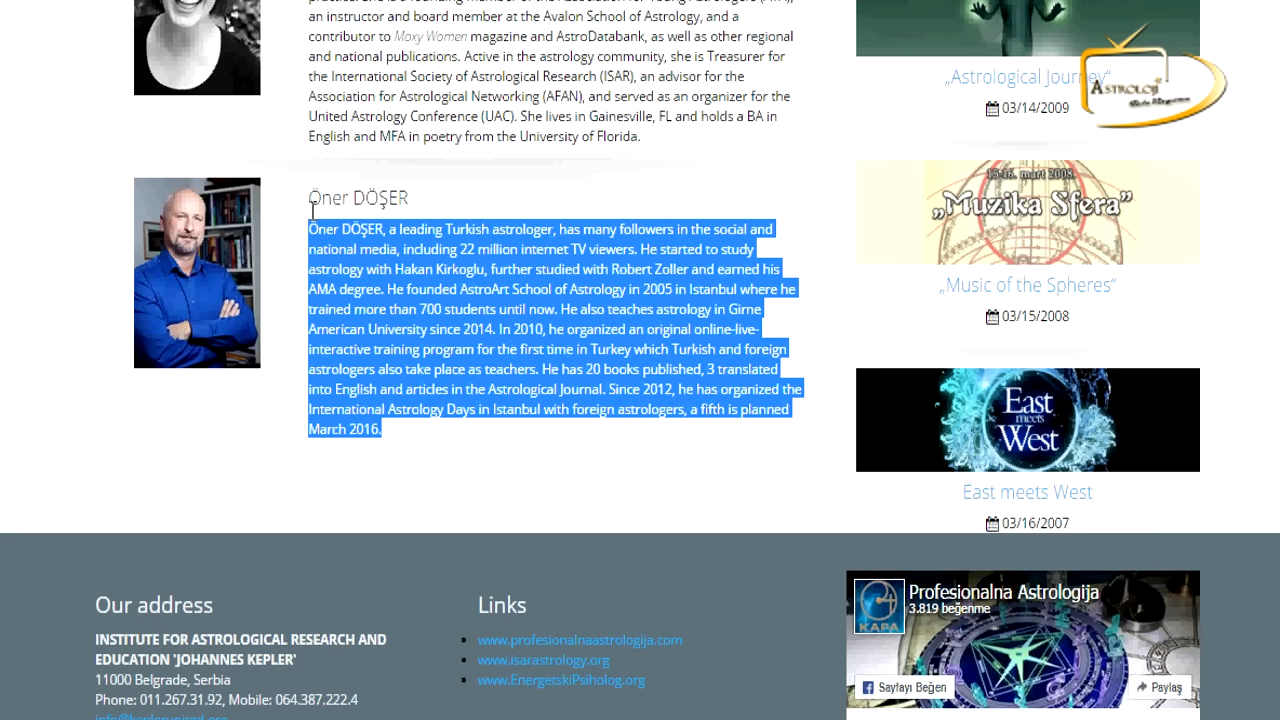 an instructor and board member at the Avalon School of Astrology, and a
contributor to Moxy Women magazine and AstroDatabank, as well as other regional
and national publications. Active in the astrology community, she is Treasurer for
the International Society of Astrological Research (ISAR), an advisor for the
Association for Astrological Networking (AFAN), and served as an organizer for the
United Astrology Conference (UAC). She lives in Gainesville, FL and holds a BA in
English and MFA in poetry from the University of Florida.
Öner DÖŞER
Öner DÖŞER, a leading Turkish astrologer, has many followers in the social and
national media, including 22 million internet TV viewers. He started to study
astrology with Hakan Kirkoglu, further studied with Robert Zoller and earned his
AMA degree. He founded AstroArt School of Astrology in 2005 in Istanbul where he
trained more than 700 students until now. He also teaches astrology in Girne
American University since 2014. In 2010, he organized an original online-live-
interactive training program for the first time in Turkey which Turkish and foreign
astrologers also take place as teachers. He has 20 books published, 3 translated
into English and articles in the Astrological Journal. Since 2012, he has organized the
International Astrology Days in Istanbul with foreign astrologers, a fifth is planned
March 2016.
„Astrological Journey“
03/14/2009
ASTROLOJİ
15-16. mart 2008.
„Muzika Sfera”
„Music of the Spheres“
03/15/2008
East
meets
West
East meets West
03/16/2007
Our address
INSTITUTE FOR ASTROLOGICAL RESEARCH AND
EDUCATION 'JOHANNES KEPLER'
11000 Belgrade, Serbia
Phone: 011.267.31.92, Mobile: 064.387.222.4
Links
www.profesionalnaastrologija.com
www.isarastrology.org
www.EnergetskiPsiholog.org
Profesionalna Astrologija
3.819 beğenme
KAPA
Sayfayı Beğen
Paylaş